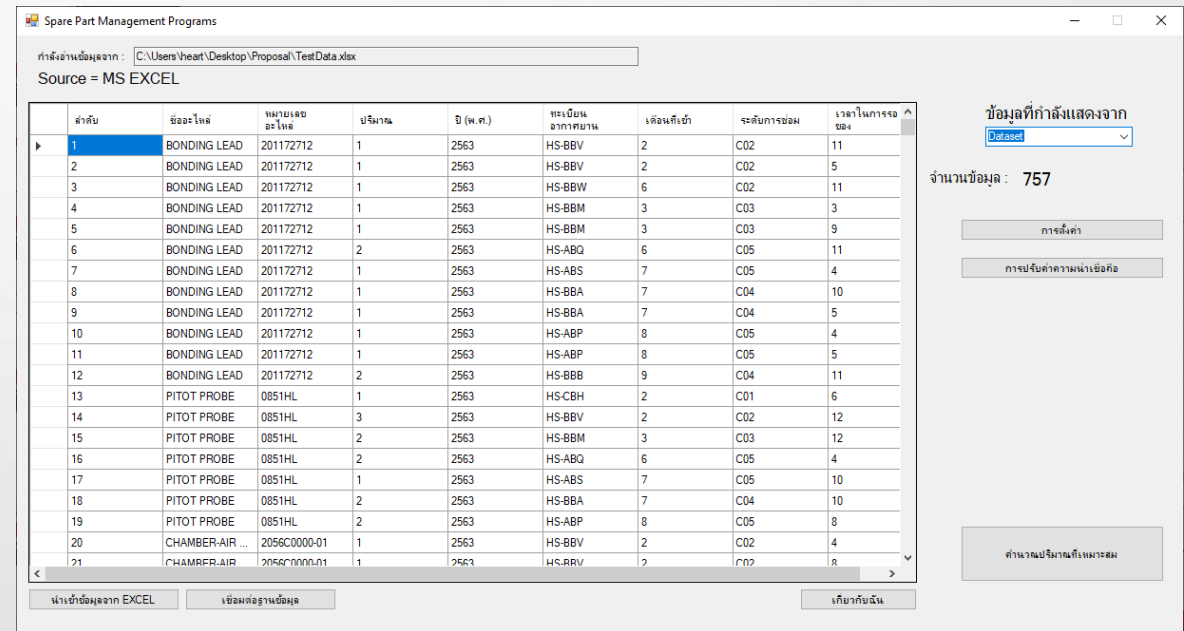 Spare Part Management Programs
กำลังอ่านข้อมูลจาก : C:\Users\heart\Desktop\Proposal\TestData.xlsx
Source = MS EXCEL
ลำดับ ชื่ออะไหล่ หมายเลขอะไหล่ ปริมาณ ปี (พ.ศ.) ทะเบียนอากาศยาน เดือนที่เข้า ระดับการซ่อม เวลาในการรอของ
1 BONDING LEAD 201172712 1 2563 HS-BBV 2 C02 11
2 BONDING LEAD 201172712 1 2563 HS-BBV 2 C02 5
3 BONDING LEAD 201172712 1 2563 HS-BBW 6 C02 11
4 BONDING LEAD 201172712 1 2563 HS-BBM 3 C03 3
5 BONDING LEAD 201172712 1 2563 HS-BBM 3 C03 9
6 BONDING LEAD 201172712 2 2563 HS-ABQ 6 C05 11
7 BONDING LEAD 201172712 1 2563 HS-ABS 7 C05 4
8 BONDING LEAD 201172712 1 2563 HS-BBA 7 C04 10
9 BONDING LEAD 201172712 1 2563 HS-BBA 7 C04 5
10 BONDING LEAD 201172712 1 2563 HS-ABP 8 C05 4
11 BONDING LEAD 201172712 1 2563 HS-ABP 8 C05 5
12 BONDING LEAD 201172712 2 2563 HS-BBB 9 C04 11
13 PITOT PROBE 0851HL 1 2563 HS-CBH 2 C01 6
14 PITOT PROBE 0851HL 3 2563 HS-BBV 2 C02 12
15 PITOT PROBE 0851HL 2 2563 HS-BBM 3 C03 12
16 PITOT PROBE 0851HL 2 2563 HS-ABQ 6 C05 4
17 PITOT PROBE 0851HL 1 2563 HS-ABS 7 C05 10
18 PITOT PROBE 0851HL 2 2563 HS-BBA 7 C04 10
19 PITOT PROBE 0851HL 2 2563 HS-ABP 8 C05 8
20 CHAMBER-AIR ... 2056C0000-01 1 2563 HS-BBV 2 C02 4
21 CHAMBER-AIR 2056C0000-01 1 2563 HS-BBV 2 C02 8
ข้อมูลที่กำลังแสดงจาก
Dataset
จำนวนข้อมูล : 757
การตั้งค่า
การปรับค่าความน่าเชื่อถือ
คำนวณปริมาณที่เหมาะสม
นำเข้าข้อมูลจาก EXCEL
เชื่อมต่อฐานข้อมูล
เกี่ยวกับฉัน